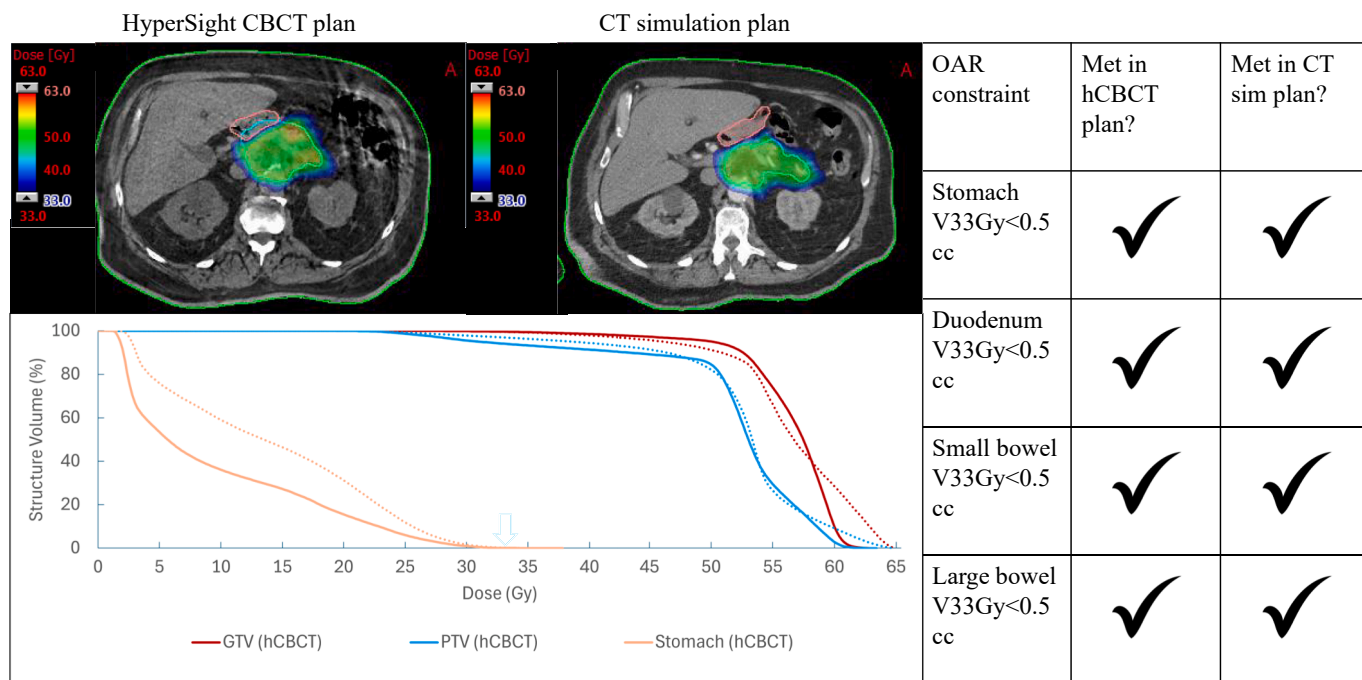 HyperSight CBCT plan
CT simulation plan
Dose [Gy]
63.0
63.0
50.0
40.0
33.0
33.0
A
Dose [Gy]
63.0
63.0
50.0
40.0
33.0
33.0
A
OAR
constraint
Met in
hCBCT
plan?
Met in CT
sim plan?
Stomach
V33Gy<0.5
cc
Duodenum
V33Gy<0.5
cc
Small bowel
V33Gy<0.5
cc
Large bowel
V33Gy<0.5
cc
Structure Volume (%)
100
80
60
40
20
0
0 5 10 15 20 25 30 35 40 45 50 55 60 65
Dose (Gy)
GTV (hCBCT) PTV (hCBCT) Stomach (hCBCT)